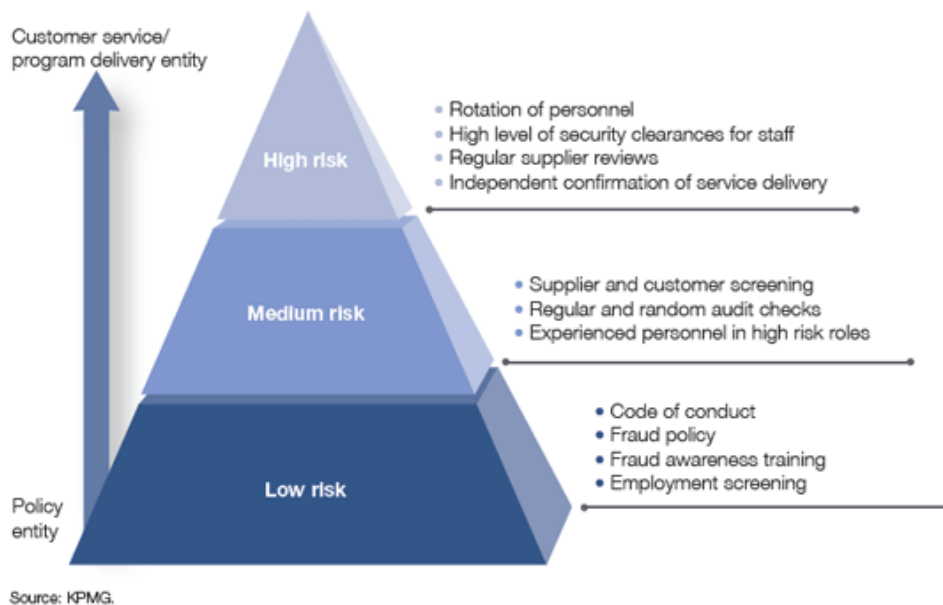 Customer service/
program delivery entity
High risk
• Rotation of personnel
• High level of security clearances for staff
• Regular supplier reviews
• Independent confirmation of service delivery
Medium risk
• Supplier and customer screening
• Regular and random audit checks
• Experienced personnel in high risk roles
Low risk
• Code of conduct
• Fraud policy
• Fraud awareness training
• Employment screening
Policy
entity
Source: KPMG.